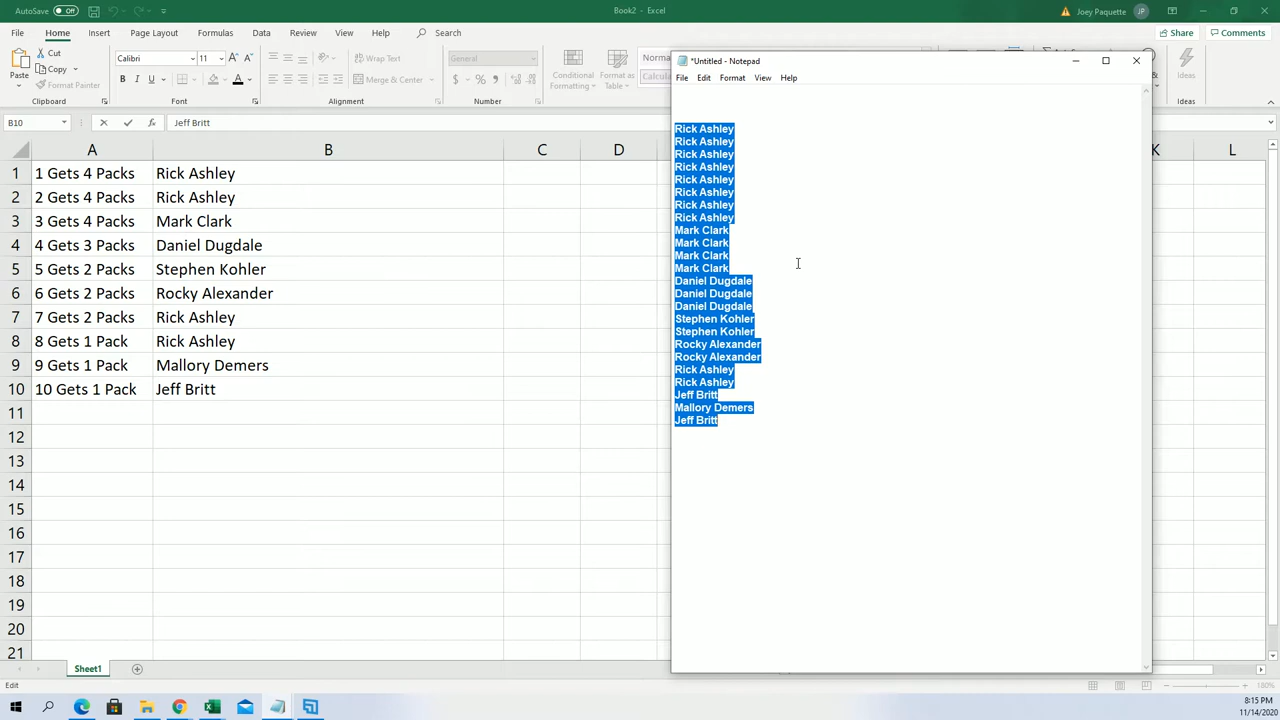 AutoSave Off
Book2 - Excel
Joey Paquette JP
File Home Insert Page Layout Formulas Data Review View Help Search
Share Comments
Paste
Cut
Copy
Format Painter
Clipboard
Calibri 11
B I U
Font
Wrap Text
Merge & Center
Alignment
General
Number
Conditional
Formatting
Format as
Table
Norma
Calcula
Ideas
Ideas
B10 Jeff Britt
A B C D K L
1 1 Gets 4 Packs Rick Ashley
2 2 Gets 4 Packs Rick Ashley
3 3 Gets 4 Packs Mark Clark
4 4 Gets 3 Packs Daniel Dugdale
5 5 Gets 2 Packs Stephen Kohler
6 6 Gets 2 Packs Rocky Alexander
7 7 Gets 2 Packs Rick Ashley
8 8 Gets 1 Pack Rick Ashley
9 9 Gets 1 Pack Mallory Demers
10 10 Gets 1 Pack Jeff Britt
11
12
13
14
15
16
17
18
19
20
21
*Untitled - Notepad
File Edit Format View Help
Rick Ashley
Rick Ashley
Rick Ashley
Rick Ashley
Rick Ashley
Rick Ashley
Rick Ashley
Rick Ashley
Mark Clark
Mark Clark
Mark Clark
Mark Clark
Daniel Dugdale
Daniel Dugdale
Daniel Dugdale
Stephen Kohler
Stephen Kohler
Rocky Alexander
Rocky Alexander
Rick Ashley
Rick Ashley
Jeff Britt
Mallory Demers
Jeff Britt
Sheet1
Edit
180%
8:15 PM
11/14/2020